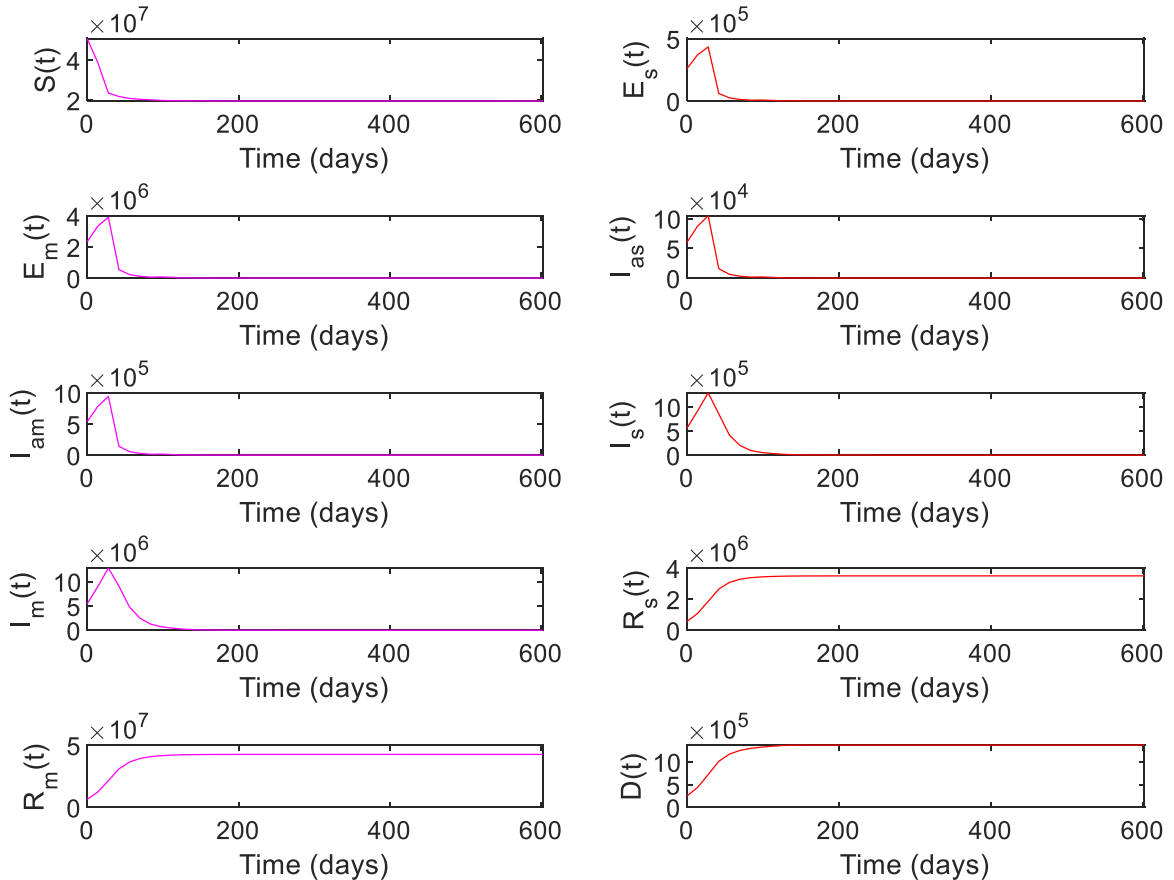 × 10^7
4
2
S(t)
0 200 400 600
Time (days)
× 10^5
5
0
E_s(t)
0 200 400 600
Time (days)
× 10^6
4
2
0
E_m(t)
0 200 400 600
Time (days)
× 10^4
10
5
0
I_as(t)
0 200 400 600
Time (days)
× 10^5
10
5
0
I_am(t)
0 200 400 600
Time (days)
× 10^5
10
5
0
I_s(t)
0 200 400 600
Time (days)
× 10^6
10
5
0
I_m(t)
0 200 400 600
Time (days)
× 10^6
4
2
0
R_s(t)
0 200 400 600
Time (days)
× 10^7
5
0
R_m(t)
0 200 400 600
Time (days)
× 10^5
10
5
0
D(t)
0 200 400 600
Time (days)